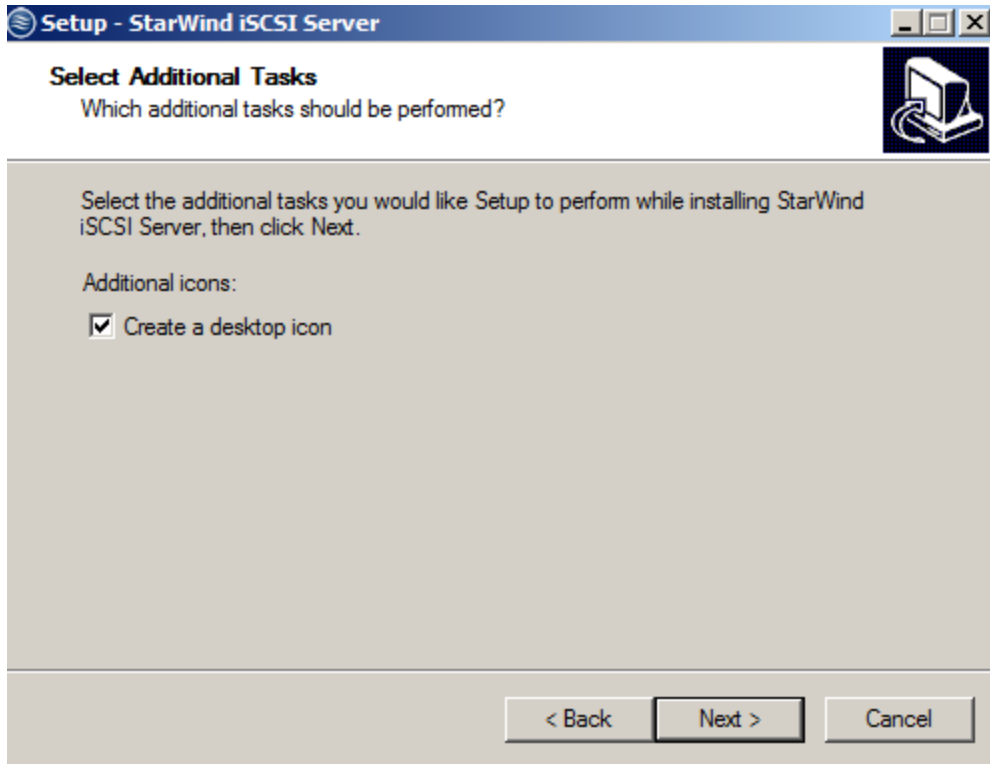 Setup - StarWind iSCSI Server
Select Additional Tasks
Which additional tasks should be performed?
Select the additional tasks you would like Setup to perform while installing StarWind
iSCSI Server, then click Next.
Additional icons:
Create a desktop icon
< Back Next > Cancel